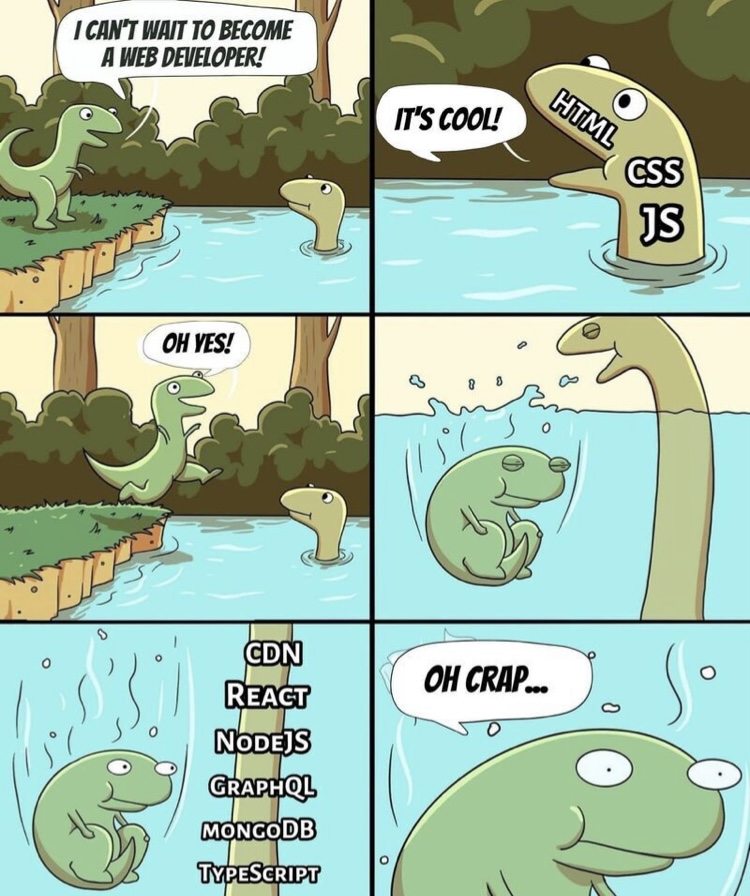 I CAN'T WAIT TO BECOME
A WEB DEVELOPER!
IT'S COOL!
HTML
CSS
JS
OH YES!
CDN
REACT
NODEJS
GRAPHQL
MONGODB
TYPESCRIPT
OH CRAP...